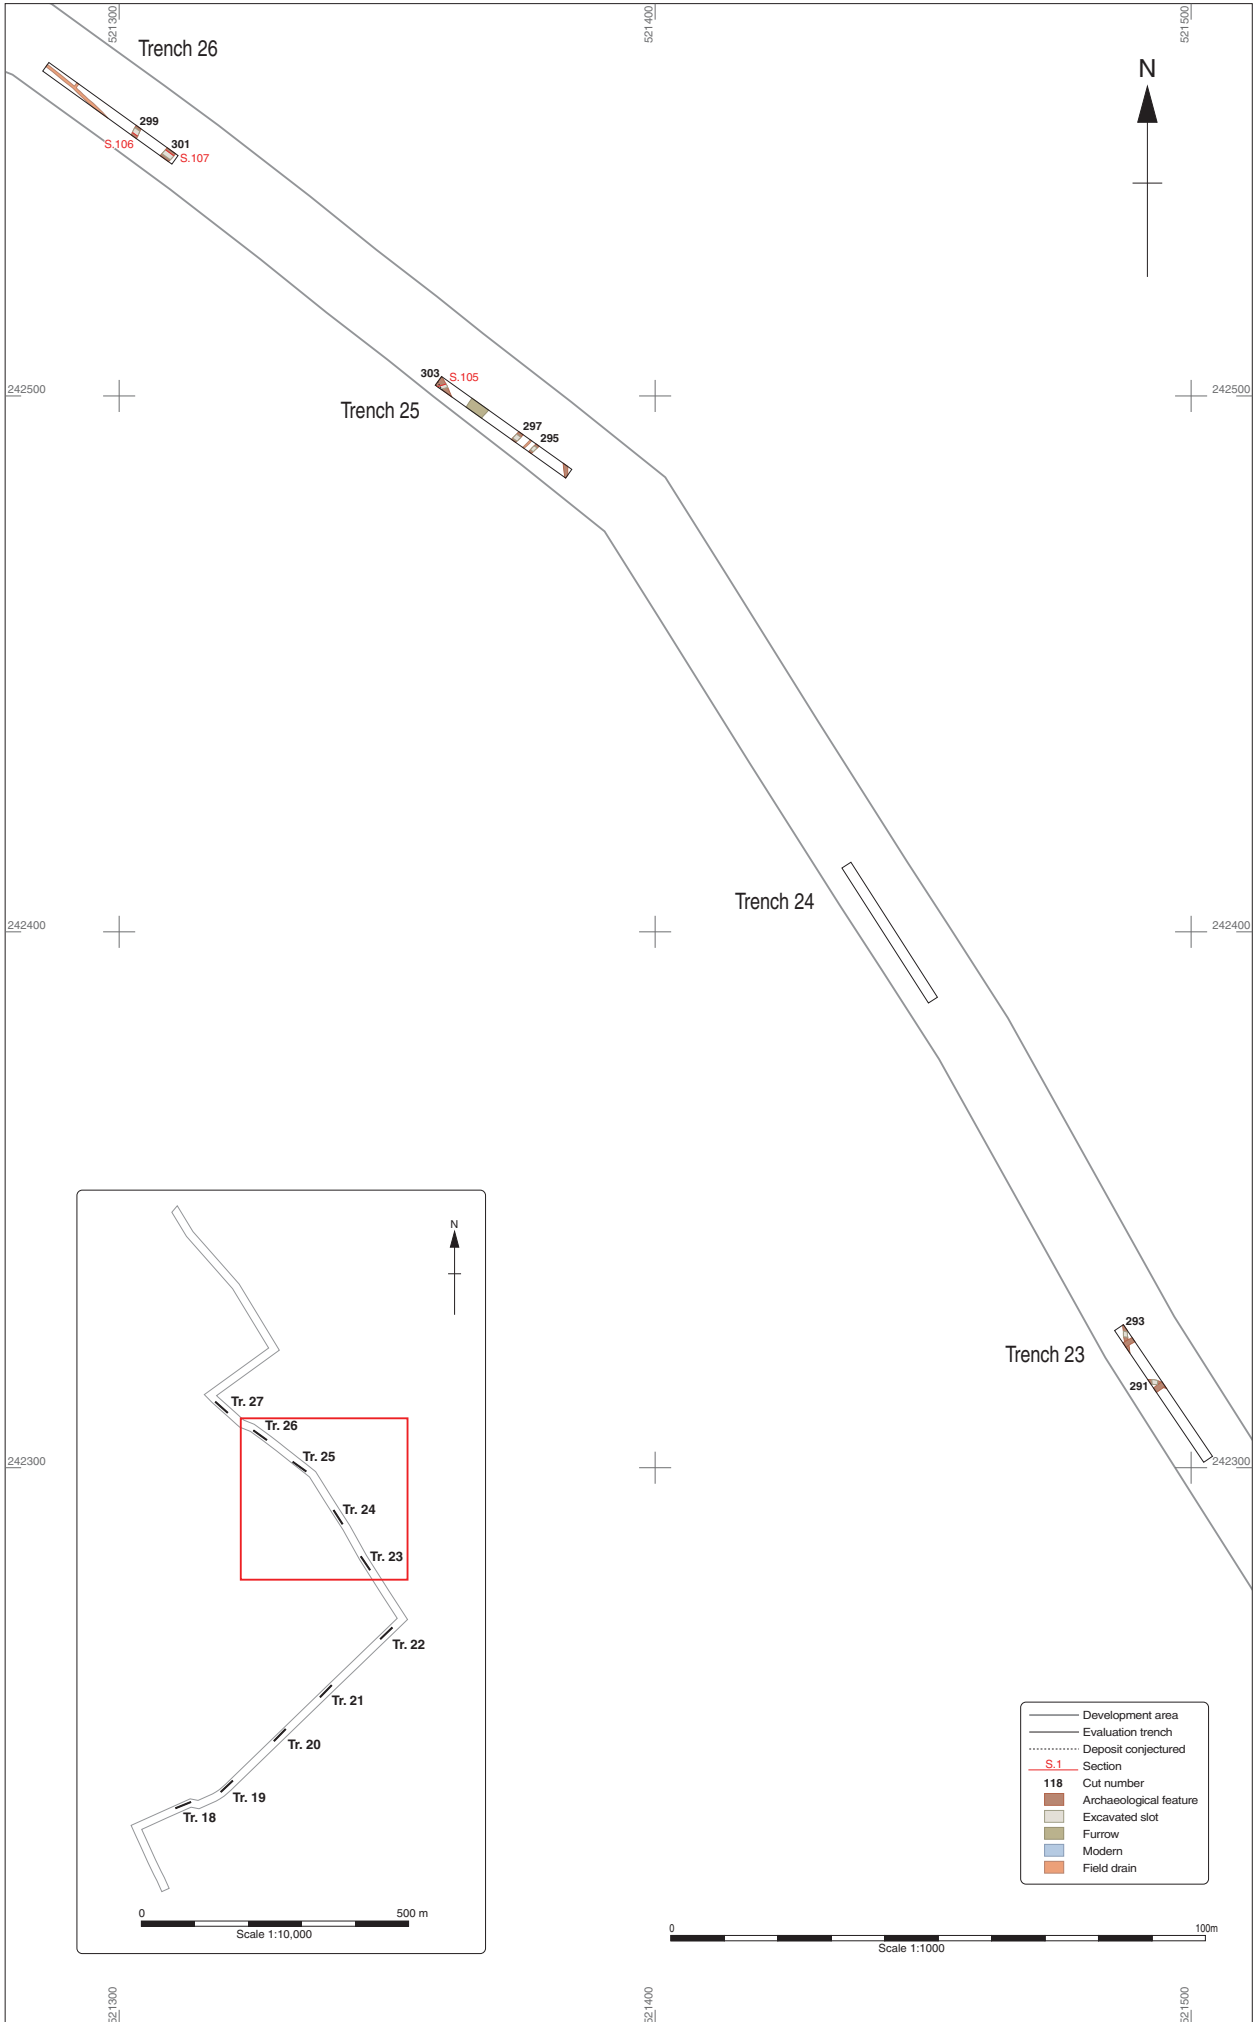 521300
521400
521500
Trench 26
N
299
S.106
301
S.107
242500
242500
303
S.105
Trench 25
297
295
Trench 24
242400
242400
293
Trench 23
291
242300
242300
N
Tr. 27
Tr. 26
Tr. 25
Tr. 24
Tr. 23
Tr. 22
Tr. 21
Tr. 20
Tr. 19
Tr. 18
0 500 m
Scale 1:10,000
Development area
Evaluation trench
Deposit conjectured
S.1 Section
118 Cut number
Archaeological feature
Excavated slot
Furrow
Modern
Field drain
0 100m
Scale 1:1000
521300
521400
521500